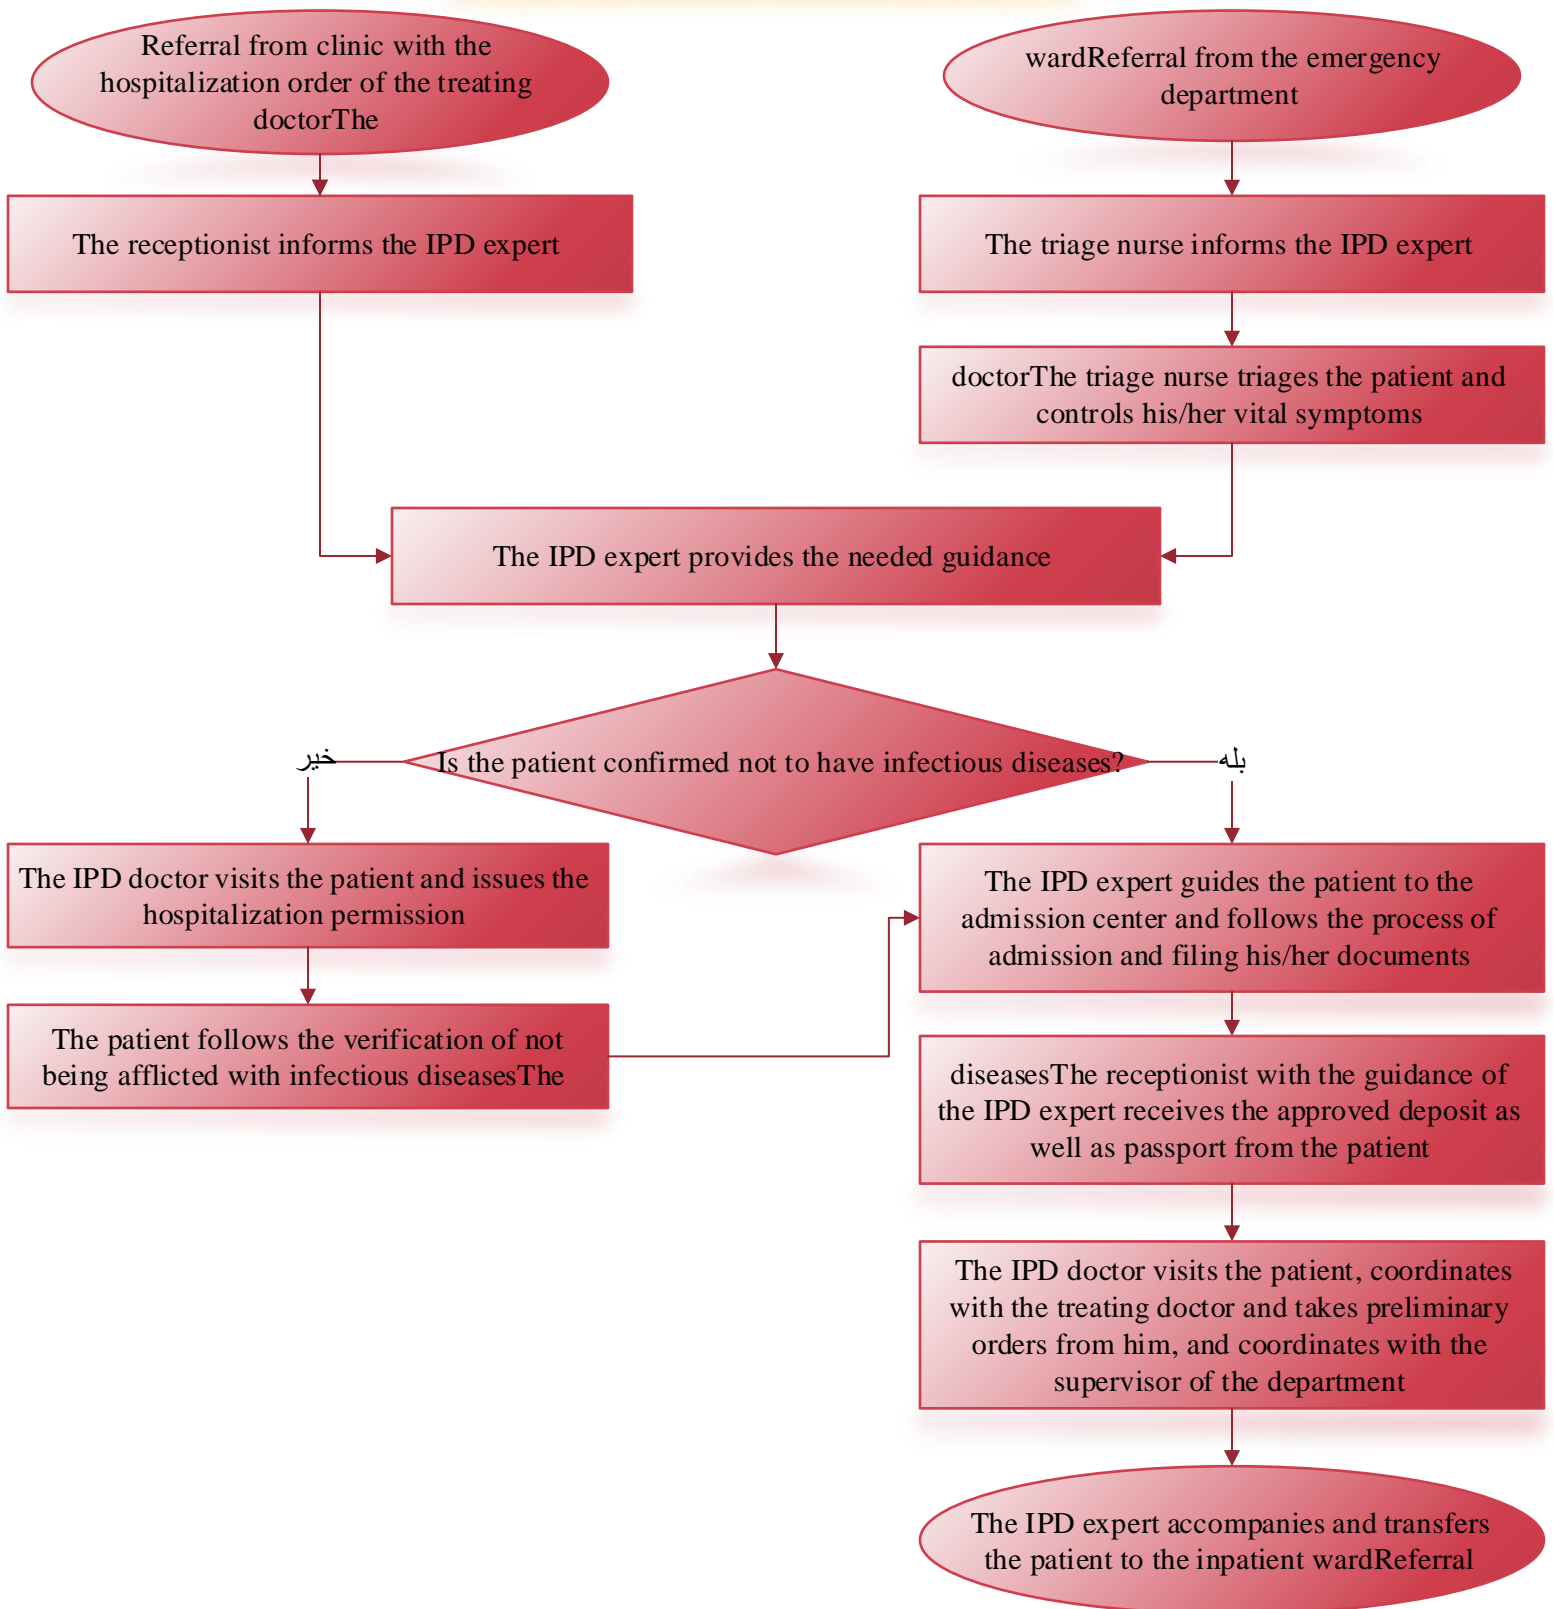 Referral from clinic with the
hospitalization order of the treating
doctorThe
wardReferral from the emergency
department
The receptionist informs the IPD expert
The triage nurse informs the IPD expert
doctorThe triage nurse triages the patient and
controls his/her vital symptoms
The IPD expert provides the needed guidance
Is the patient confirmed not to have infectious diseases?
خیر
بله
The IPD doctor visits the patient and issues the
hospitalization permission
The patient follows the verification of not
being afflicted with infectious diseasesThe
The IPD expert guides the patient to the
admission center and follows the process of
admission and filing his/her documents
diseasesThe receptionist with the guidance of
the IPD expert receives the approved deposit as
well as passport from the patient
The IPD doctor visits the patient, coordinates
with the treating doctor and takes preliminary
orders from him, and coordinates with the
supervisor of the department
The IPD expert accompanies and transfers
the patient to the inpatient wardReferral